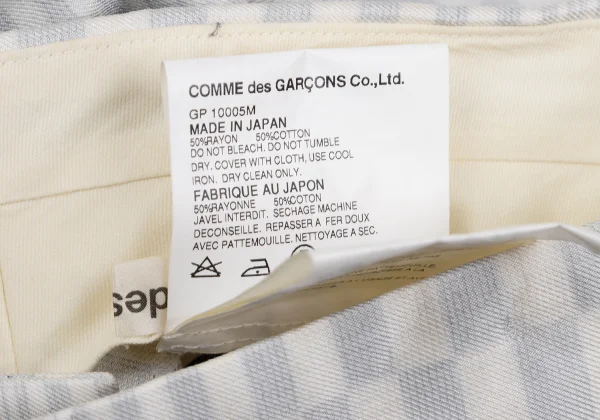 COMME des GARÇONS Co.,Ltd.
GP 10005M
MADE IN JAPAN
50%RAYON 50%COTTON
DO NOT BLEACH. DO NOT TUMBLE
DRY. COVER WITH CLOTH, USE COOL
IRON. DRY CLEAN ONLY.
FABRIQUE AU JAPON
50%RAYONNE 50%COTON
JAVEL INTERDIT. SECHAGE MACHINE
DECONSEILLE. REPASSER A FER DOUX
AVEC PATTEMOUILLE. NETTOYAGE A SEC.
des